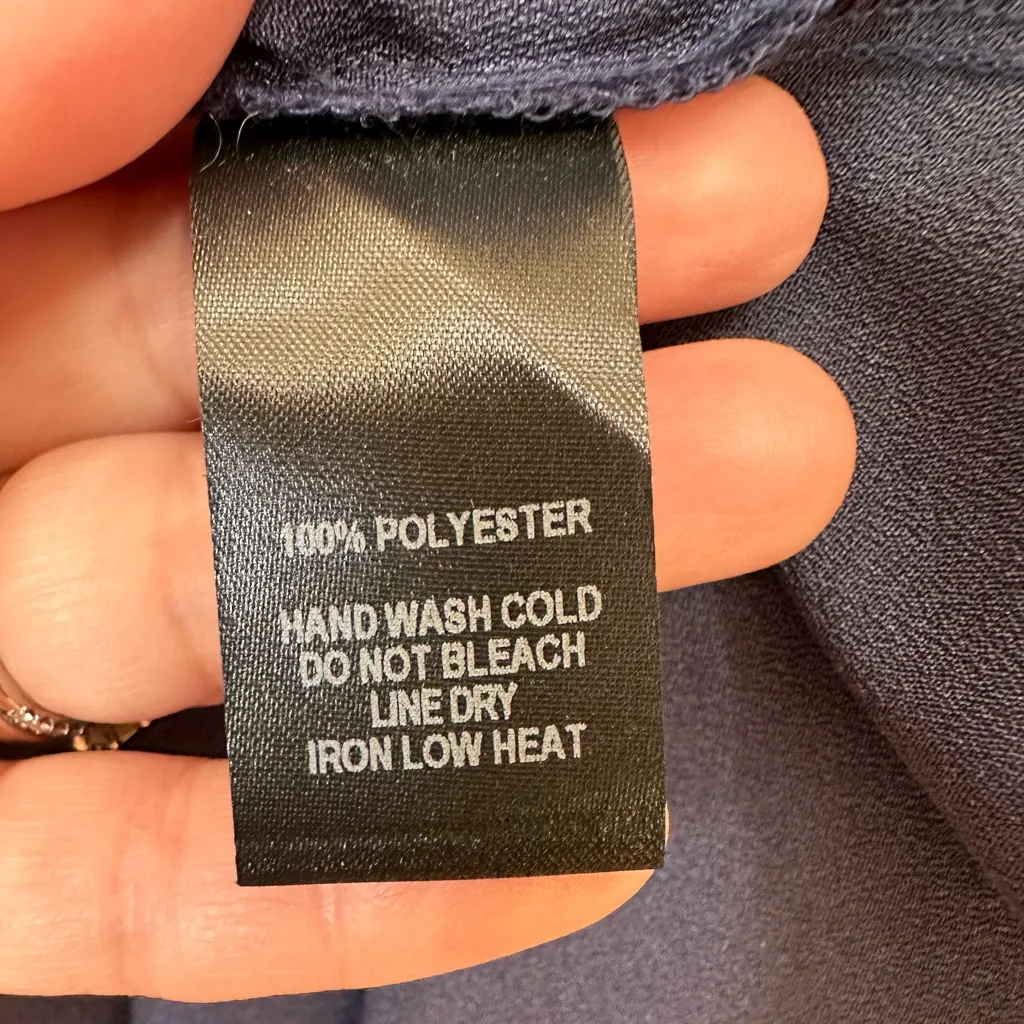 100% POLYESTER
HAND WASH COLD
DO NOT BLEACH
LINE DRY
IRON LOW HEAT